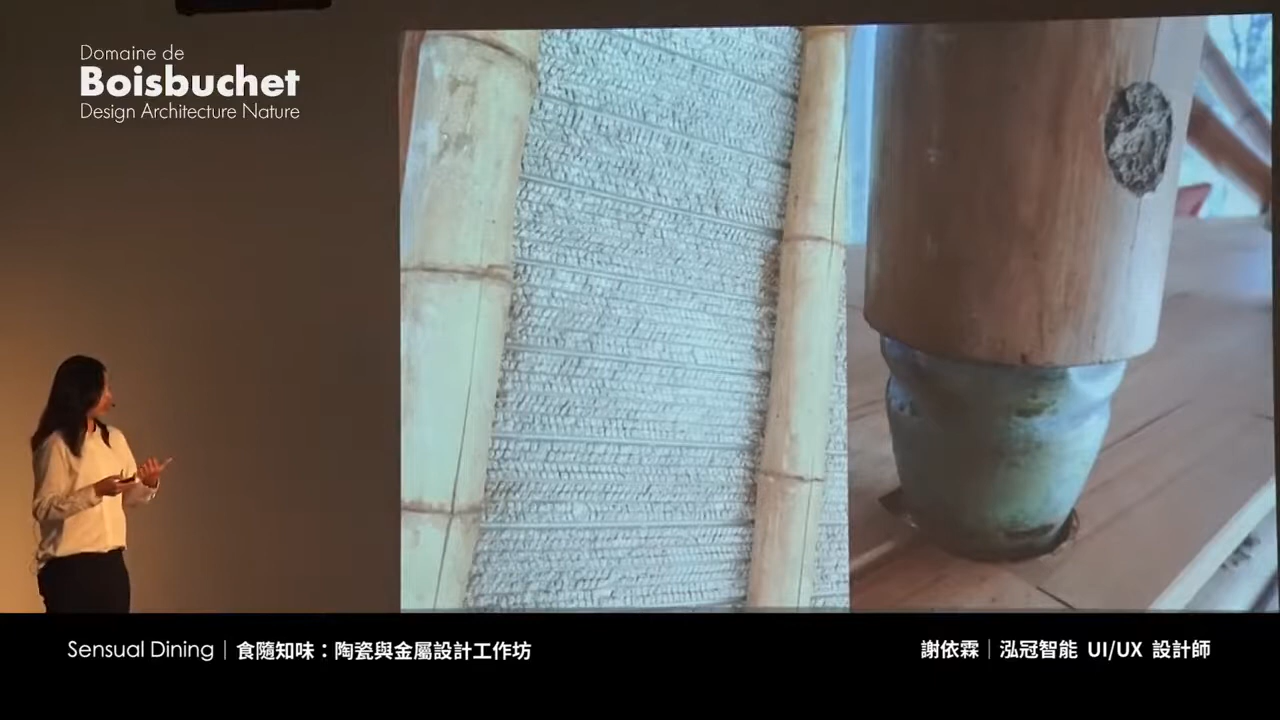 Domaine de
Boisbuchet
Design Architecture Nature
Sensual Dining｜食隨知味：陶瓷與金屬設計工作坊
謝依霖｜泓冠智能 UI/UX 設計師